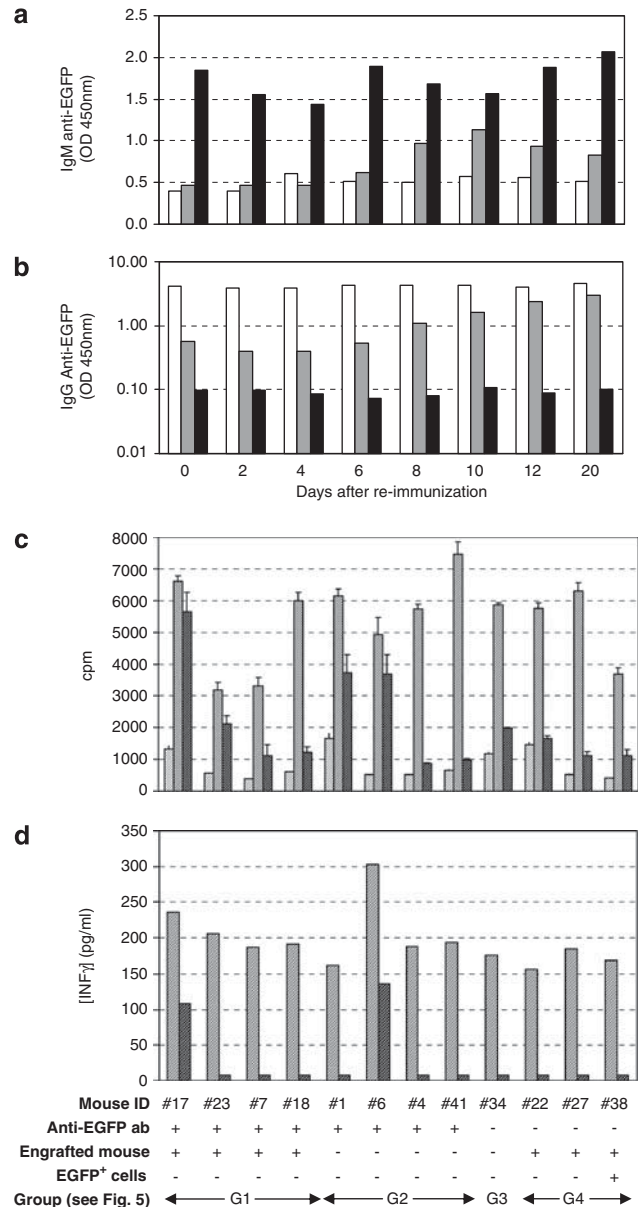 a
IgM anti-EGFP
(OD 450nm)
2.5
2.0
1.5
1.0
0.5
0.0
b
IgG Anti-EGFP
(OD 450nm)
10.00
1.00
0.10
0.01
0 2 4 6 8 10 12 20
Days after re-immunization
c
cpm
8000
7000
6000
5000
4000
3000
2000
1000
0
d
[INFγ] (pg/ml)
350
300
250
200
150
100
50
0
Mouse ID #17 #23 #7 #18 #1 #6 #4 #41 #34 #22 #27 #38
Anti-EGFP ab + + + + + + + + - - - -
Engrafted mouse + + + + - - - - - + + +
EGFP+ cells - - - - - - - - - - - +
Group (see Fig. 5) G1 G2 G3 G4